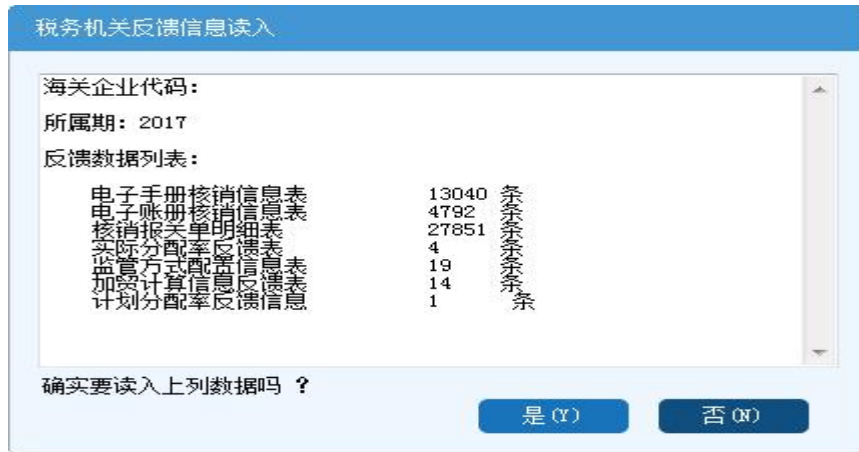 税务机关反馈信息读入
海关企业代码：
所属期：2017
反馈数据列表：
电子手册核销信息表 13040 条
电子账册核销信息表 4792 条
核销报关单明细表 27851 条
实际分配率反馈表 4 条
监管方式配置信息表 19 条
加贸计算信息反馈表 14 条
计划分配率反馈信息 1 条
确实要读入上列数据吗 ？
是(Y) 否(N)